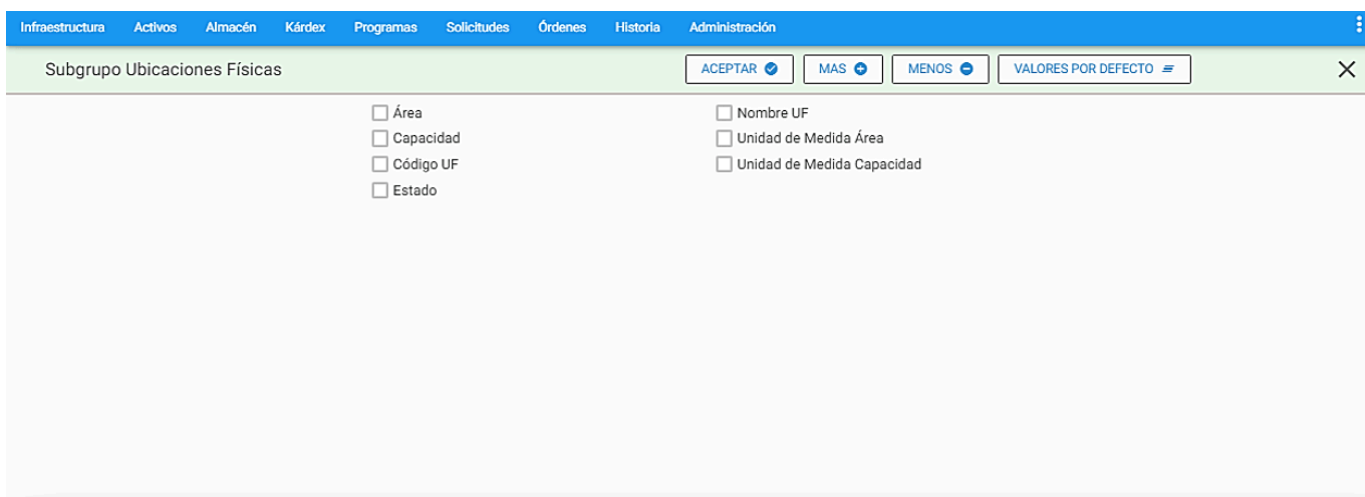 Infraestructura Activos Almacén Kárdex Programas Solicitudes Órdenes Historia Administración
Subgrupo Ubicaciones Físicas ACEPTAR MAS MENOS VALORES POR DEFECTO
Área Nombre UF
Capacidad Unidad de Medida Área
Código UF Unidad de Medida Capacidad
Estado